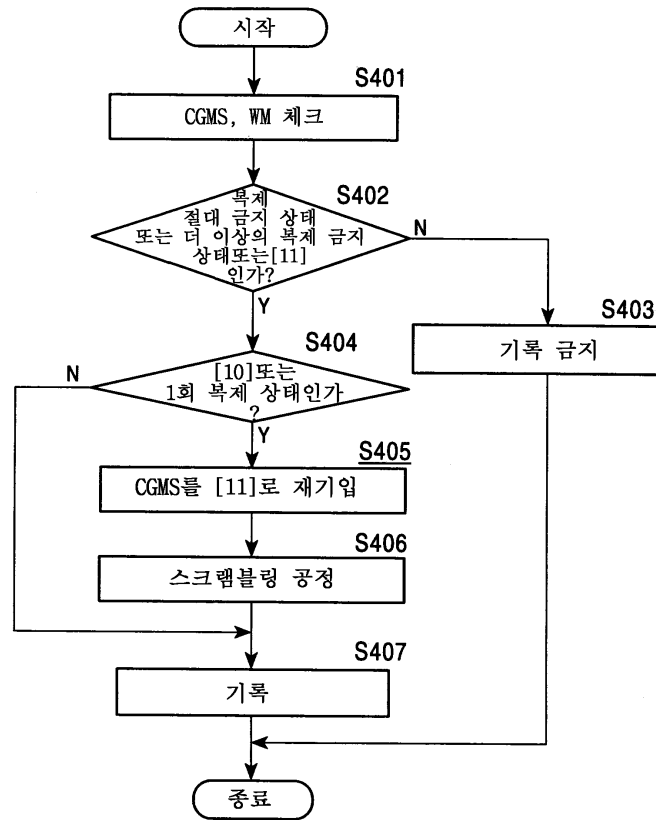 시작
S401
CGMS, WM 체크
S402
복제
절대 금지 상태
또는 더 이상의 복제 금지
상태또는[11]
인가?
N
Y
S403
기록 금지
S404
N
[10]또는
1회 복제 상태인가
?
Y
S405
CGMS를 [11]로 재기입
S406
스크램블링 공정
S407
기록
종료